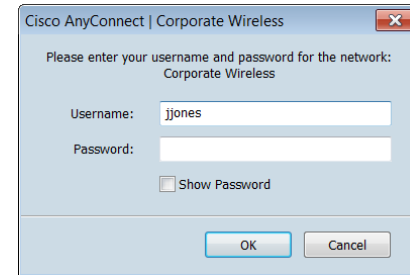 Cisco AnyConnect | Corporate Wireless
Please enter your username and password for the network:
Corporate Wireless
Username: jjones
Password:
Show Password
OK Cancel